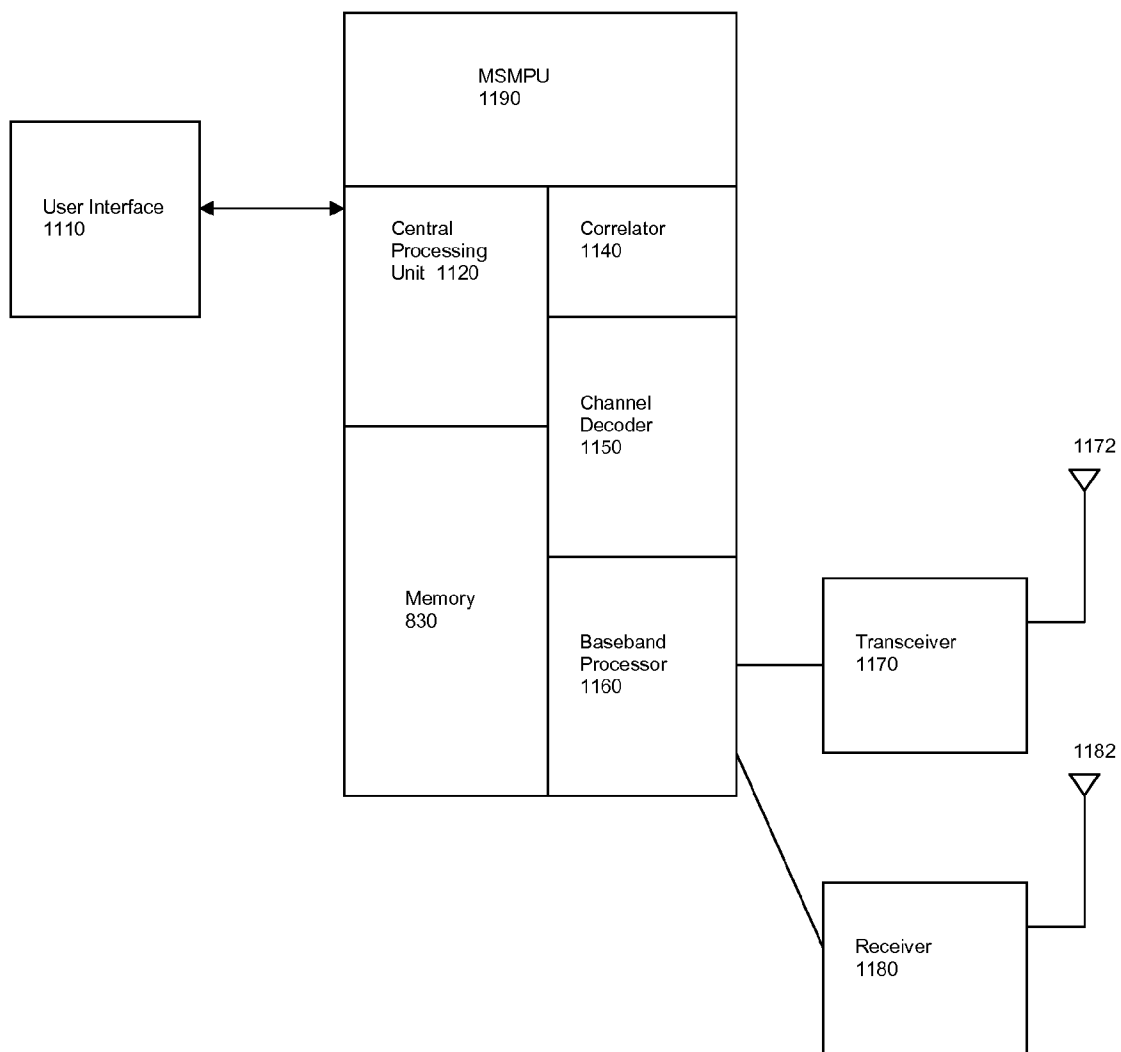 MSMPU
1190
User Interface
1110
Central
Processing
Unit 1120
Correlator
1140
Channel
Decoder
1150
1172
Memory
830
Baseband
Processor
1160
Transceiver
1170
1182
Receiver
1180